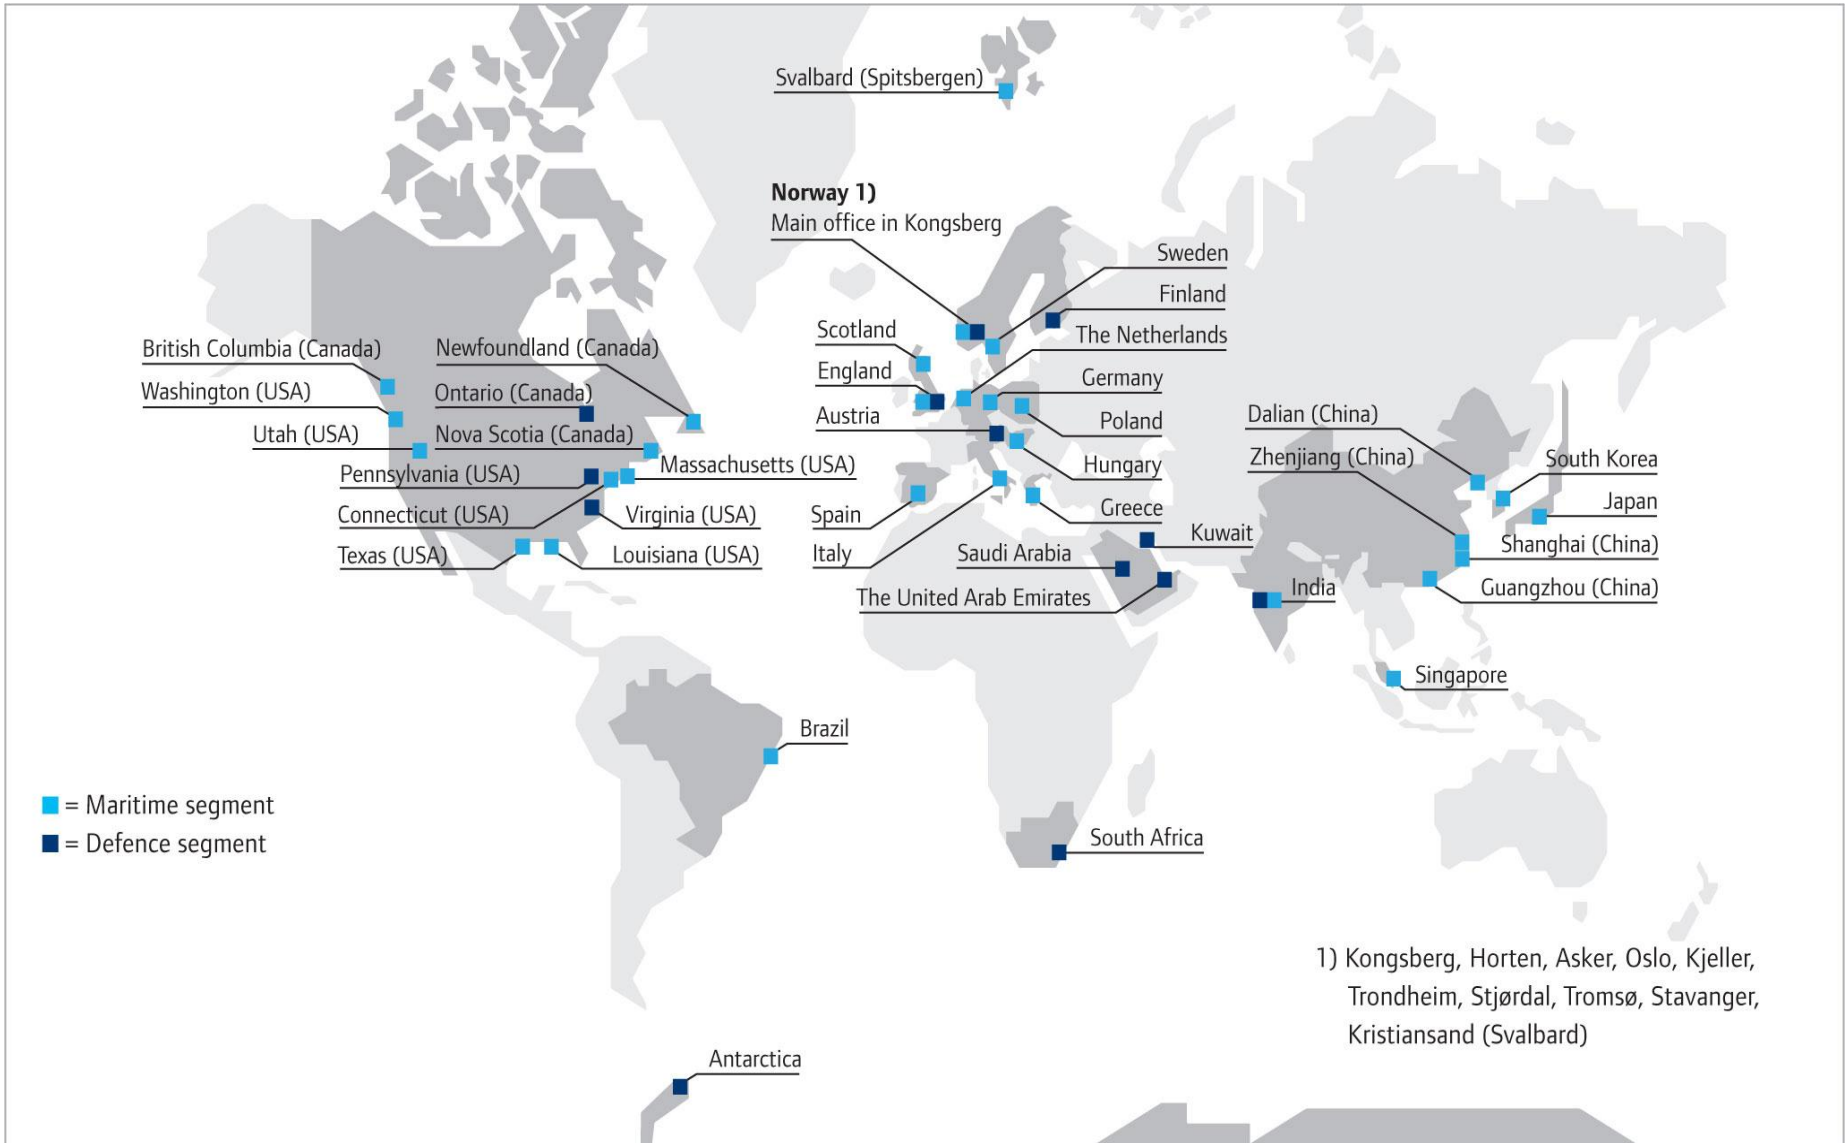 Svalbard (Spitsbergen)
Norway 1)
Main office in Kongsberg
Sweden
Finland
Scotland
The Netherlands
England
Germany
Austria
Poland
Hungary
Spain
Greece
Italy
British Columbia (Canada)
Newfoundland (Canada)
Washington (USA)
Ontario (Canada)
Utah (USA)
Nova Scotia (Canada)
Pennsylvania (USA)
Massachusetts (USA)
Connecticut (USA)
Virginia (USA)
Texas (USA)
Louisiana (USA)
Dalian (China)
Zhenjiang (China)
South Korea
Japan
Kuwait
Saudi Arabia
Shanghai (China)
The United Arab Emirates
India
Guangzhou (China)
Singapore
Brazil
= Maritime segment
= Defence segment
South Africa
1) Kongsberg, Horten, Asker, Oslo, Kjeller,
Trondheim, Stjørdal, Tromsø, Stavanger,
Kristiansand (Svalbard)
Antarctica